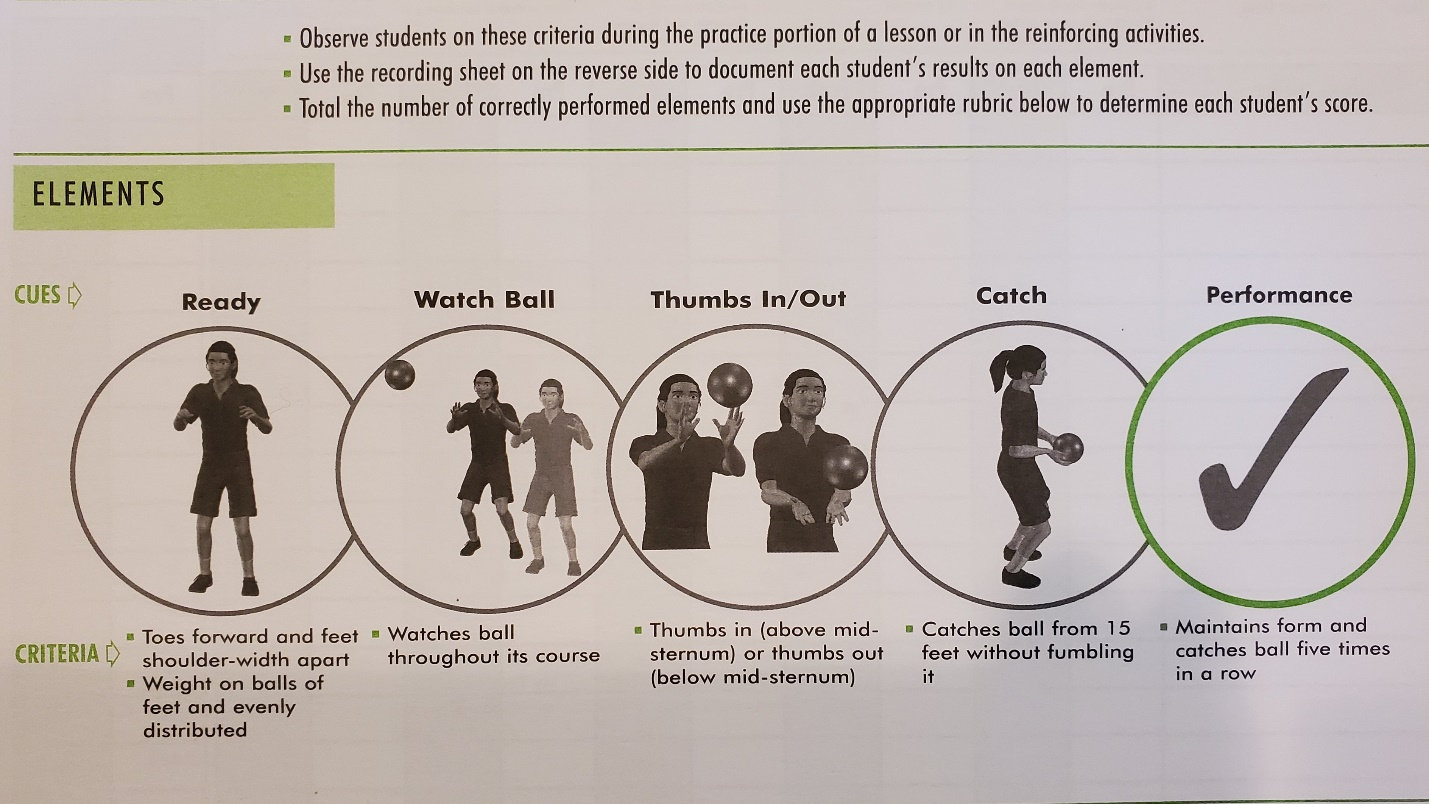 ▪ Observe students on these criteria during the practice portion of a lesson or in the reinforcing activities.
▪ Use the recording sheet on the reverse side to document each student's results on each element.
▪ Total the number of correctly performed elements and use the appropriate rubric below to determine each student's score.
ELEMENTS
CUES
Ready
Watch Ball
Thumbs In/Out
Catch
Performance
CRITERIA
▪ Toes forward and feet
shoulder-width apart
▪ Weight on balls of
feet and evenly
distributed
▪ Watches ball
throughout its course
▪ Thumbs in (above mid-
sternum) or thumbs out
(below mid-sternum)
▪ Catches ball from 15
feet without fumbling
it
▪ Maintains form and
catches ball five times
in a row